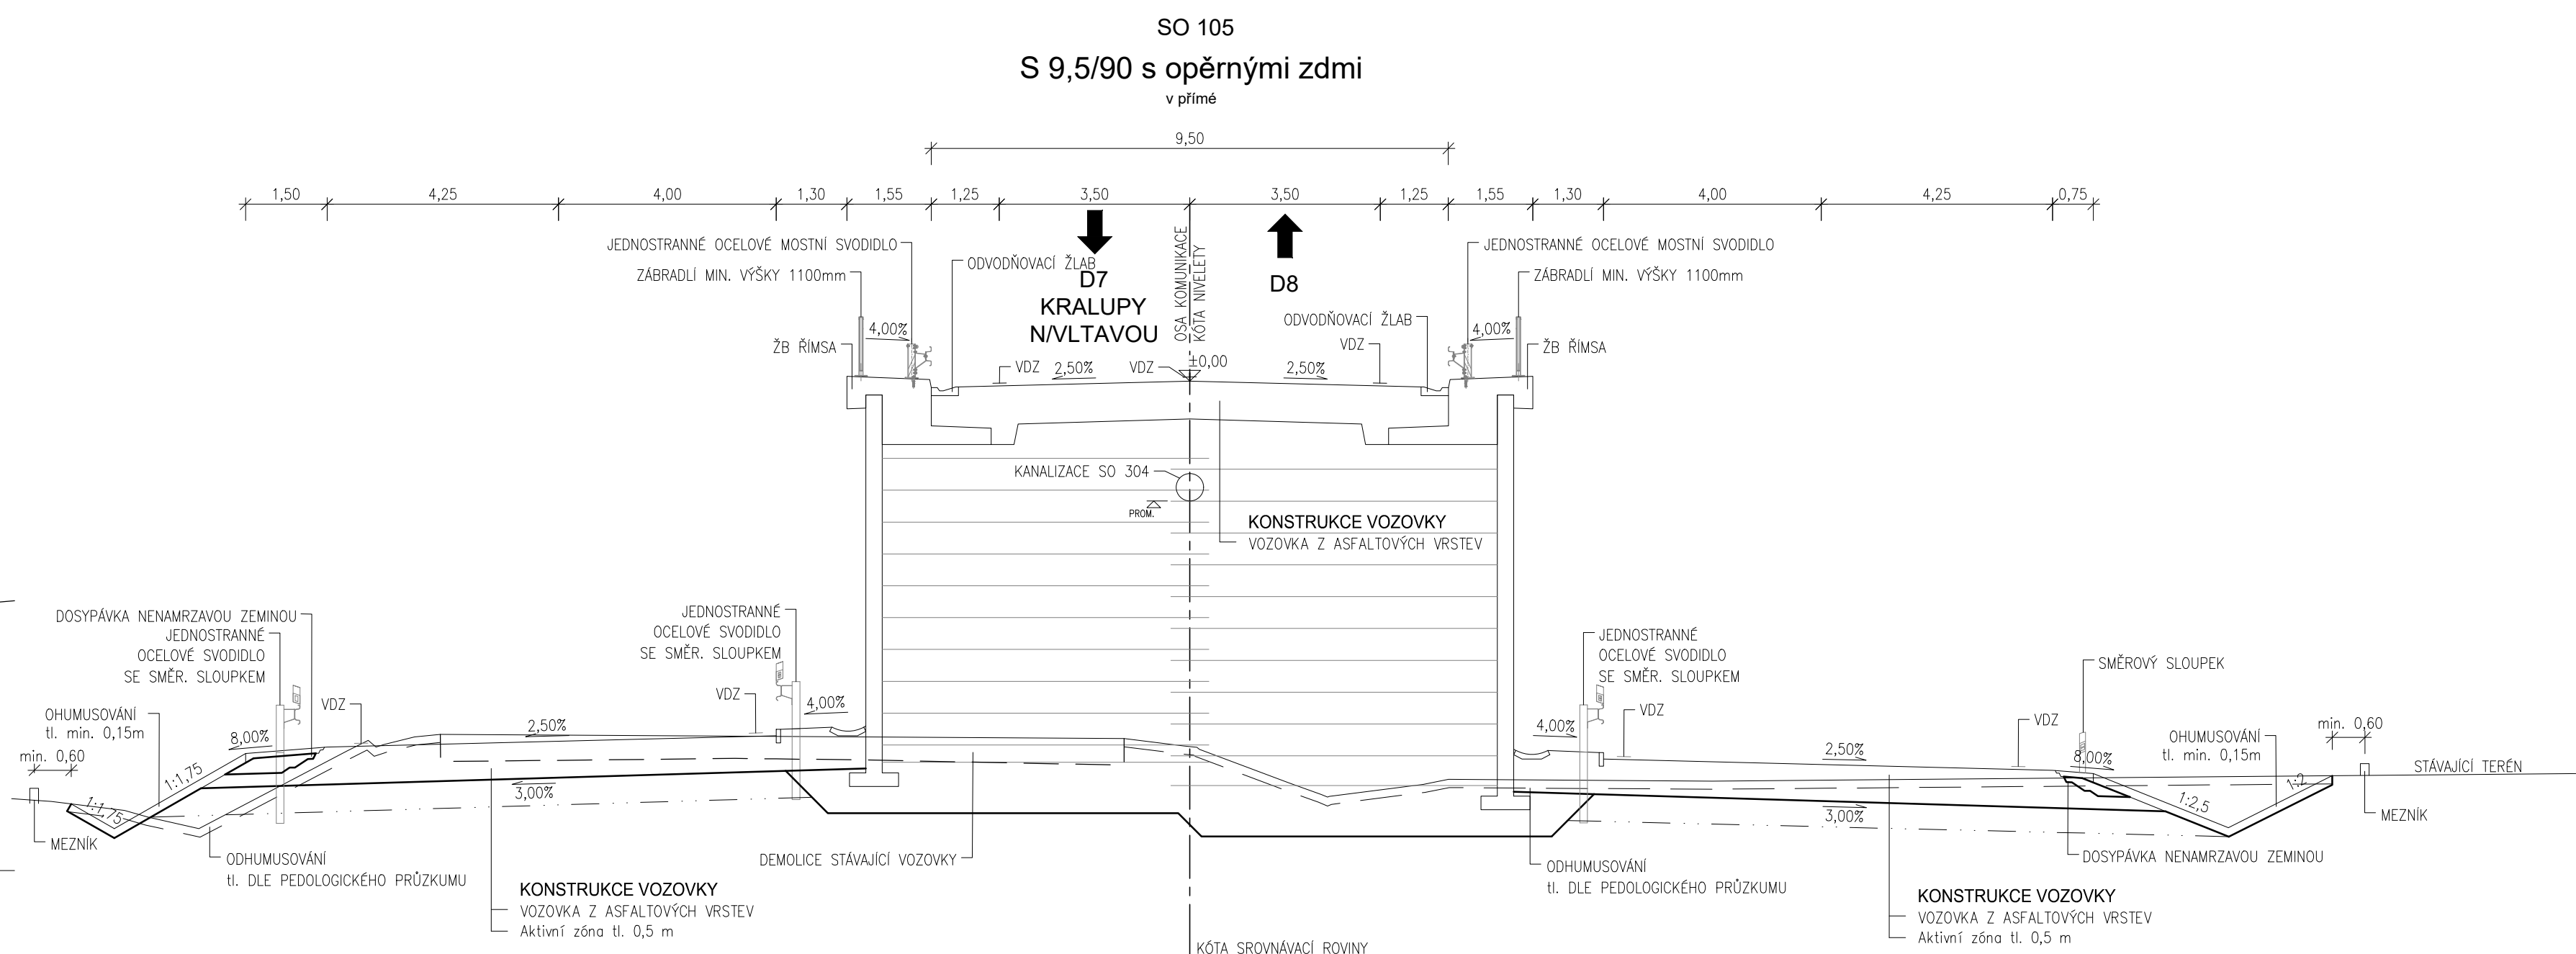 SO 105
S 9,5/90 s opěrnými zdmi
v přímé
9,50
1,50 4,25 4,00 1,30 1,55 1,25 3,50 3,50 1,25 1,55 1,30 4,00 4,25 0,75
JEDNOSTRANNÉ OCELOVÉ MOSTNÍ SVODIDLO
ZÁBRADLÍ MIN. VÝŠKY 1100mm
ODVODŇOVACÍ ŽLAB
D7
KRALUPY
N/VLTAVOU
OSA KOMUNIKACE
KÓTA NIVELETY
D8
JEDNOSTRANNÉ OCELOVÉ MOSTNÍ SVODIDLO
ZÁBRADLÍ MIN. VÝŠKY 1100mm
ODVODŇOVACÍ ŽLAB
4,00%
ŽB ŘÍMSA
VDZ
2,50%
VDZ
±0,00
2,50%
VDZ
4,00%
ŽB ŘÍMSA
KANALIZACE SO 304
PROM.
KONSTRUKCE VOZOVKY
VOZOVKA Z ASFALTOVÝCH VRSTEV
DOSYPÁVKA NENAMRZAVOU ZEMINOU
JEDNOSTRANNÉ
OCELOVÉ SVODIDLO
SE SMĚR. SLOUPKEM
JEDNOSTRANNÉ
OCELOVÉ SVODIDLO
SE SMĚR. SLOUPKEM
JEDNOSTRANNÉ
OCELOVÉ SVODIDLO
SE SMĚR. SLOUPKEM
SMĚROVÝ SLOUPEK
OHUMUSOVÁNÍ
tl. min. 0,15m
min. 0,60
8,00%
VDZ
2,50%
VDZ
4,00%
4,00%
VDZ
2,50%
VDZ
8,00%
OHUMUSOVÁNÍ
tl. min. 0,15m
min. 0,60
STÁVAJÍCÍ TERÉN
1:1,75
1:1,75
3,00%
3,00%
1:2,5
1:2
MEZNÍK
MEZNÍK
ODHUMUSOVÁNÍ
tl. DLE PEDOLOGICKÉHO PRŮZKUMU
DEMOLICE STÁVAJÍCÍ VOZOVKY
ODHUMUSOVÁNÍ
tl. DLE PEDOLOGICKÉHO PRŮZKUMU
DOSYPÁVKA NENAMRZAVOU ZEMINOU
KONSTRUKCE VOZOVKY
VOZOVKA Z ASFALTOVÝCH VRSTEV
Aktivní zóna tl. 0,5 m
KONSTRUKCE VOZOVKY
VOZOVKA Z ASFALTOVÝCH VRSTEV
Aktivní zóna tl. 0,5 m
KÓTA SROVNÁVACÍ ROVINY